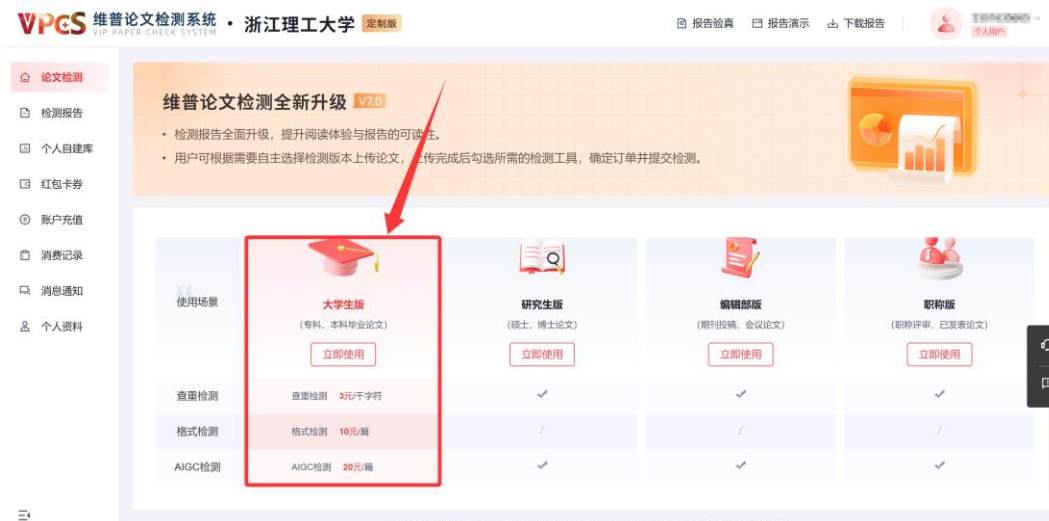 VPCS 维普论文检测系统 · 浙江理工大学 定制版
VIP PAPER CHECK SYSTEM
报告验真 报告演示 下载报告
个人用户
论文检测
检测报告
个人自建库
红包卡券
账户充值
消费记录
消息通知
个人资料
维普论文检测全新升级 V7.0
• 检测报告全面升级，提升阅读体验与报告的可读性。
• 用户可根据需要自主选择检测版本上传论文，上传完成后勾选所需的检测工具，确定订单并提交检测。
使用场景
大学生版 研究生版 编辑部版 职称版
(专科、本科毕业论文) (硕士、博士论文) (期刊投稿、会议论文) (职称评审、已发表论文)
立即使用 立即使用 立即使用 立即使用
查重检测 查重检测 3元/千字符 ✓ ✓ ✓
格式检测 格式检测 10元/篇 / / /
AIGC检测 AIGC检测 20元/篇 ✓ ✓ ✓